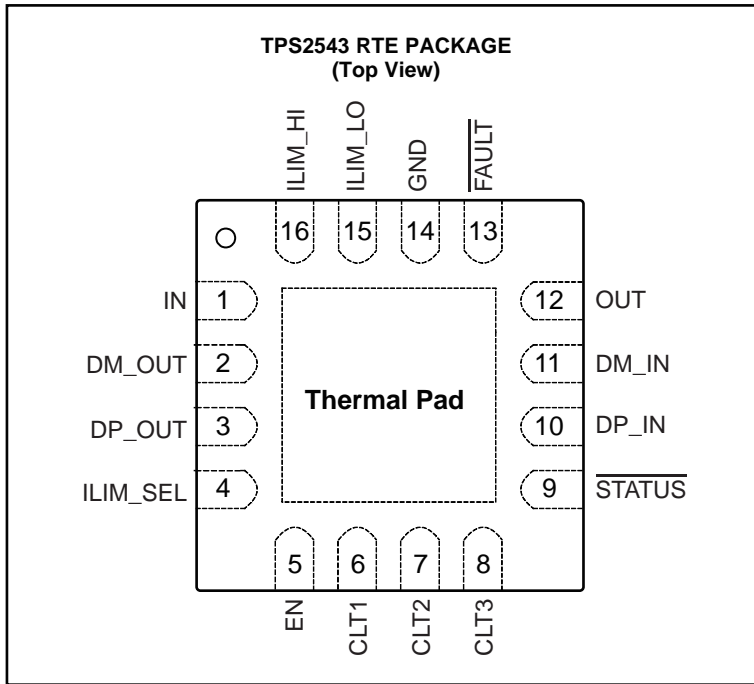 TPS2543 RTE PACKAGE
(Top View)
ILIM_HI
ILIM_LO
GND
FAULT
16
15
14
13
IN
1
12
OUT
DM_OUT
2
11
DM_IN
Thermal Pad
DP_OUT
3
10
DP_IN
ILIM_SEL
4
9
STATUS
5
6
7
8
EN
CLT1
CLT2
CLT3